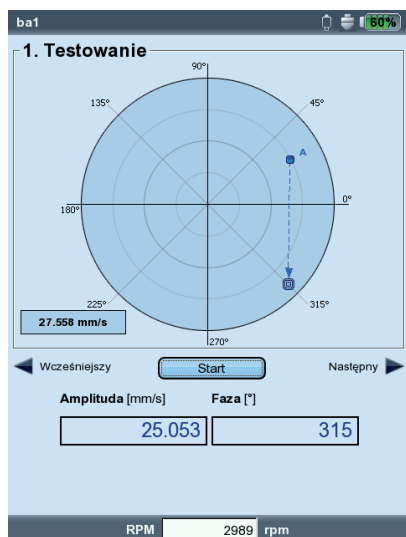 ba1
60%
1. Testowanie
90°
135°
45°
A
0°
180°
225°
315°
27.558 mm/s
270°
Wcześniejszy
Start
Następny
Amplituda [mm/s]
Faza [°]
25.053
315
RPM
2989
rpm